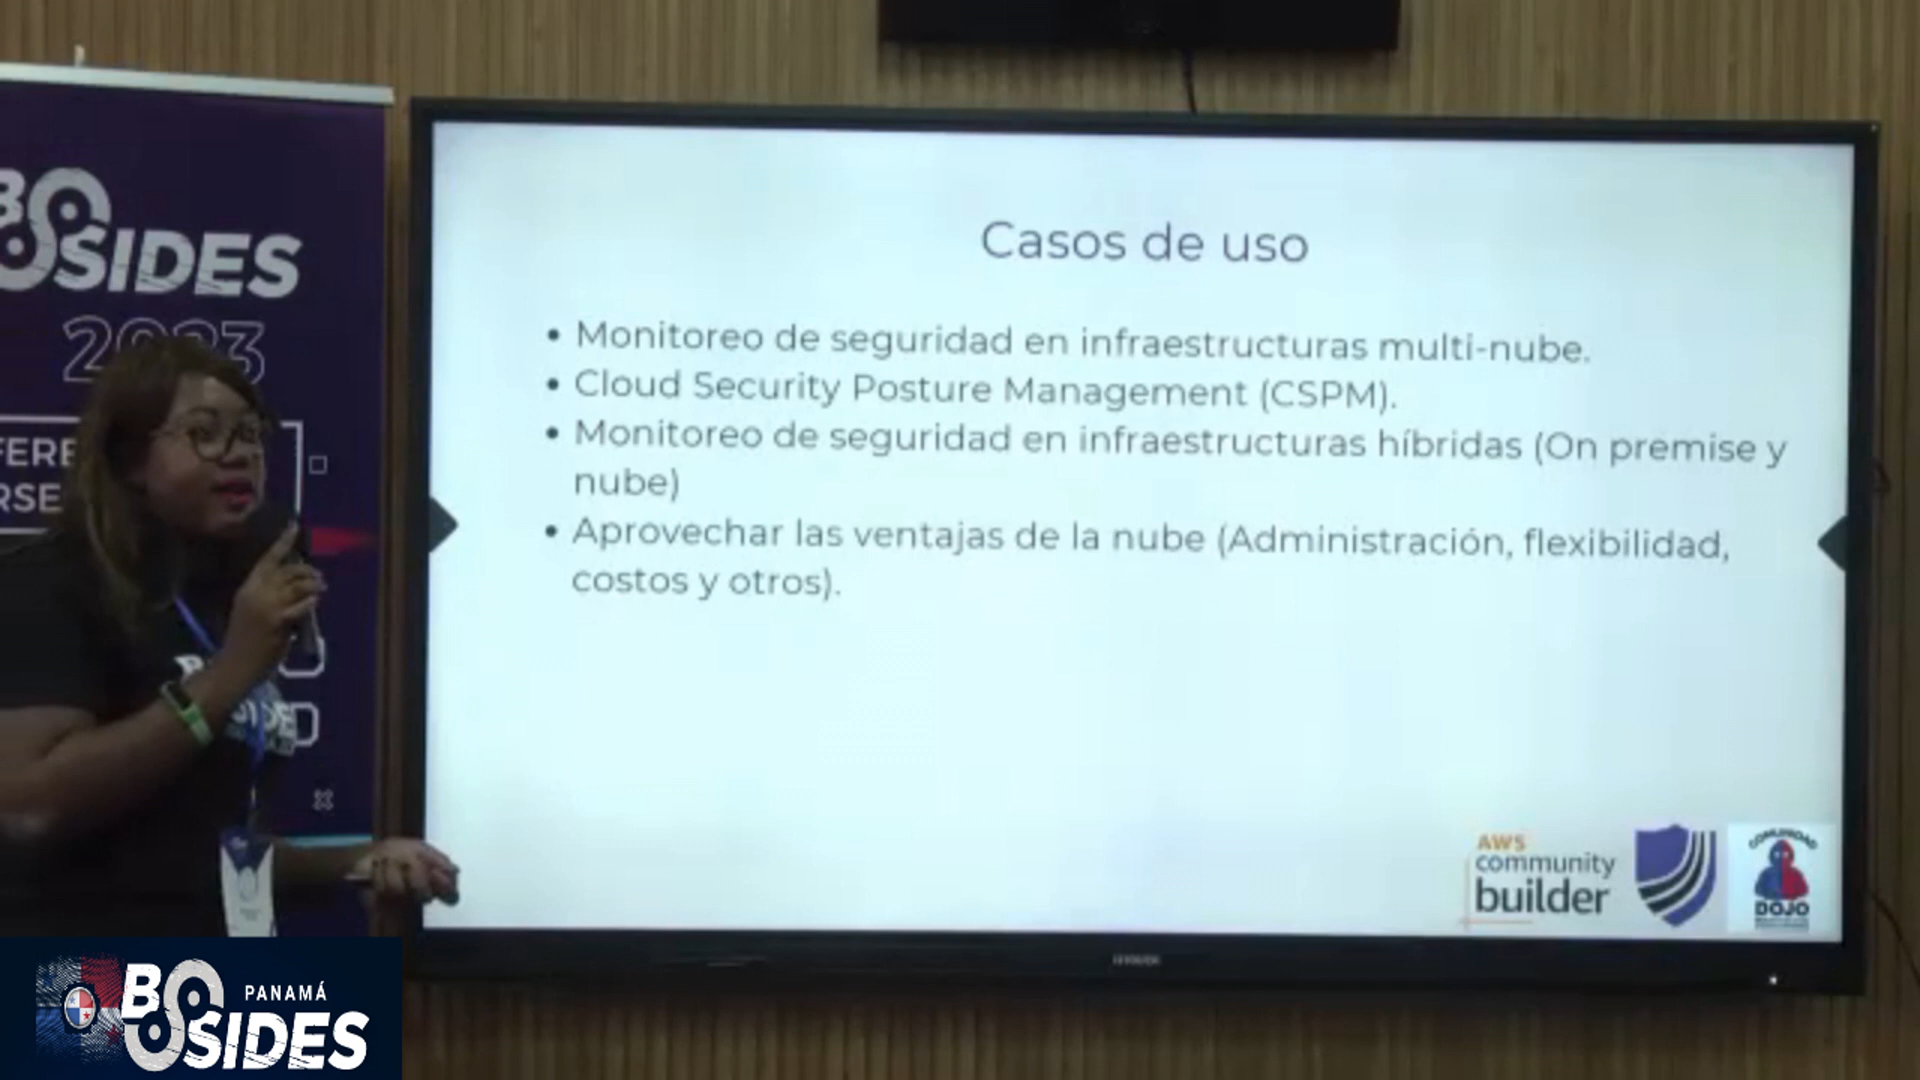 BSIDES
2023
Casos de uso
• Monitoreo de seguridad en infraestructuras multi-nube.
• Cloud Security Posture Management (CSPM).
• Monitoreo de seguridad en infraestructuras híbridas (On premise y
nube)
• Aprovechar las ventajas de la nube (Administración, flexibilidad,
costos y otros).
AWS
community
builder
COMUNIDAD
DOJO
BSIDES
PANAMÁ